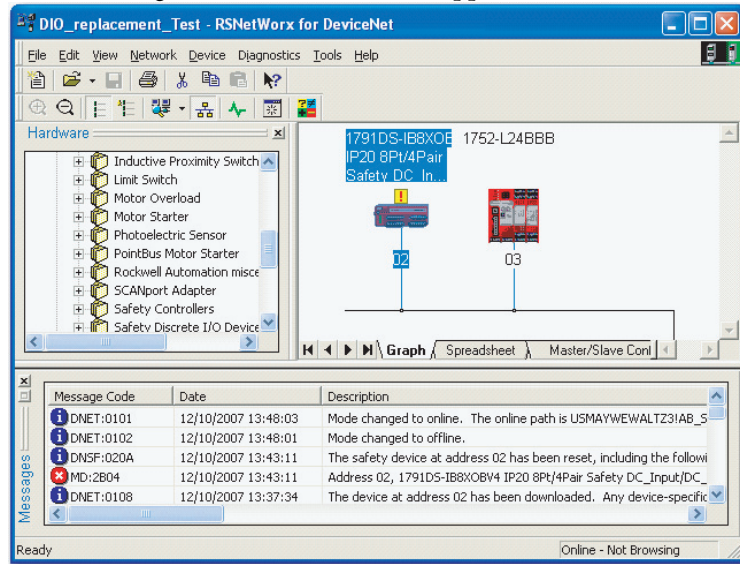 DIO_replacement_Test - RSNetWorx for DeviceNet
File Edit View Network Device Diagnostics Tools Help
Hardware
Inductive Proximity Switch
Limit Switch
Motor Overload
Motor Starter
Photoelectric Sensor
PointBus Motor Starter
Rockwell Automation misce
SCANport Adapter
Safety Controllers
Safety Discrete I/O Device
1791DS-IB8XOB
IP20 8Pt/4Pair
Safety DC_In...
1752-L24BBB
02
03
Graph Spreadsheet Master/Slave Conf
Messages
Message Code Date Description
DNET:0101 12/10/2007 13:48:03 Mode changed to online. The online path is USMAYWEWALTZ3!AB_S
DNET:0102 12/10/2007 13:48:01 Mode changed to offline.
DNSF:020A 12/10/2007 13:43:11 The safety device at address 02 has been reset, including the followi
MD:2B04 12/10/2007 13:43:11 Address 02, 1791DS-IB8XOBV4 IP20 8Pt/4Pair Safety DC_Input/DC_
DNET:0108 12/10/2007 13:37:34 The device at address 02 has been downloaded. Any device-specific
Ready Online - Not Browsing